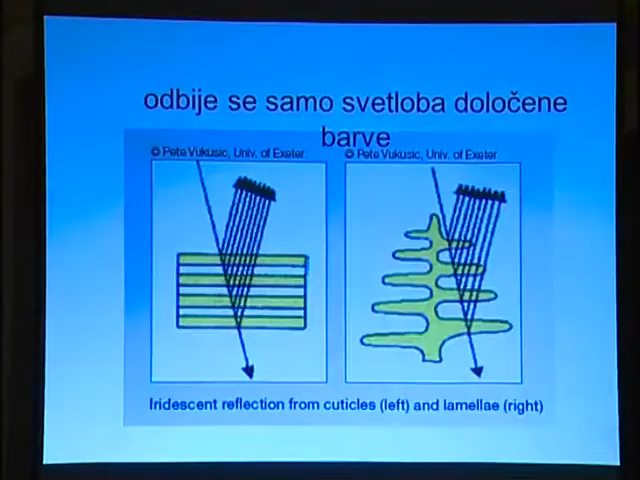 odbije se samo svetloba določene
barve
© Pete Vukusic, Univ. of Exeter
© Pete Vukusic, Univ. of Exeter
Iridescent reflection from cuticles (left) and lamellae (right)